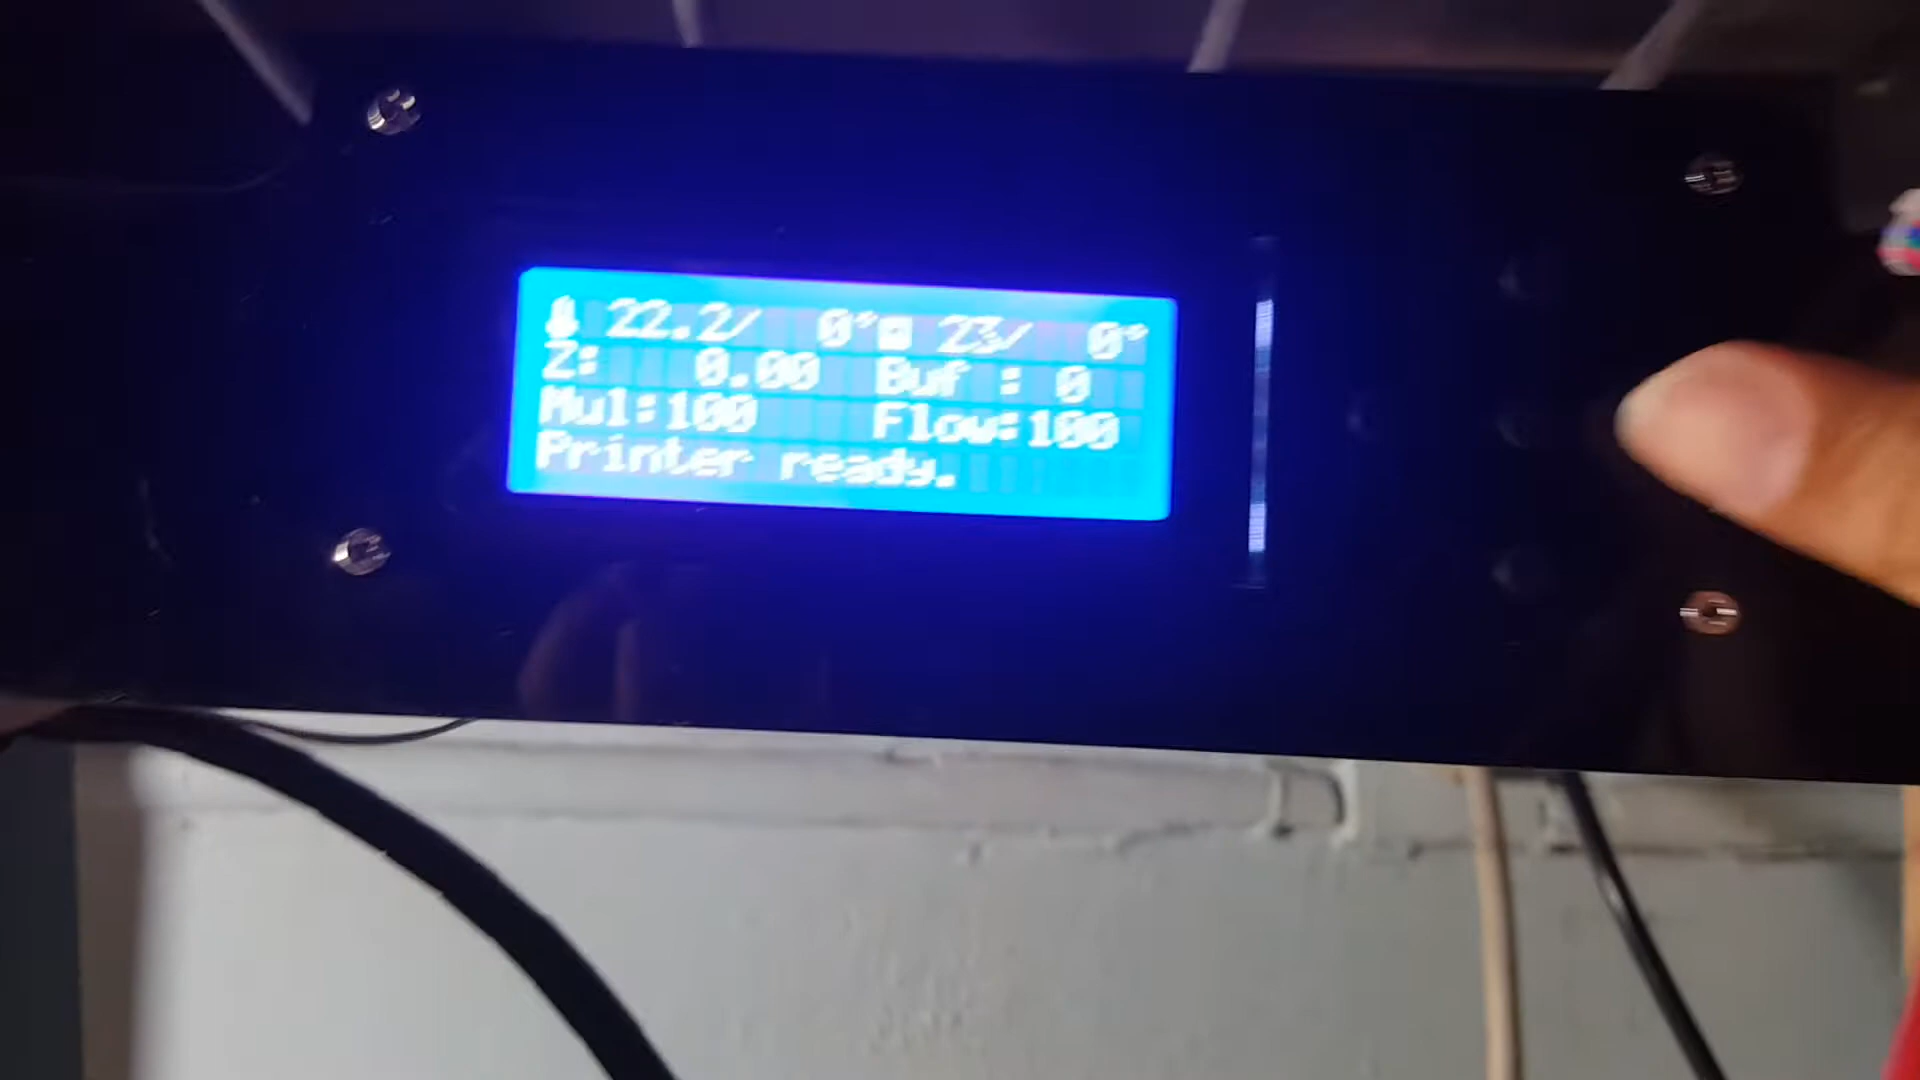 22.2/ 0° 23/ 0°
Z: 0.00 Buf : 0
Mul:100 Flow:100
Printer ready.